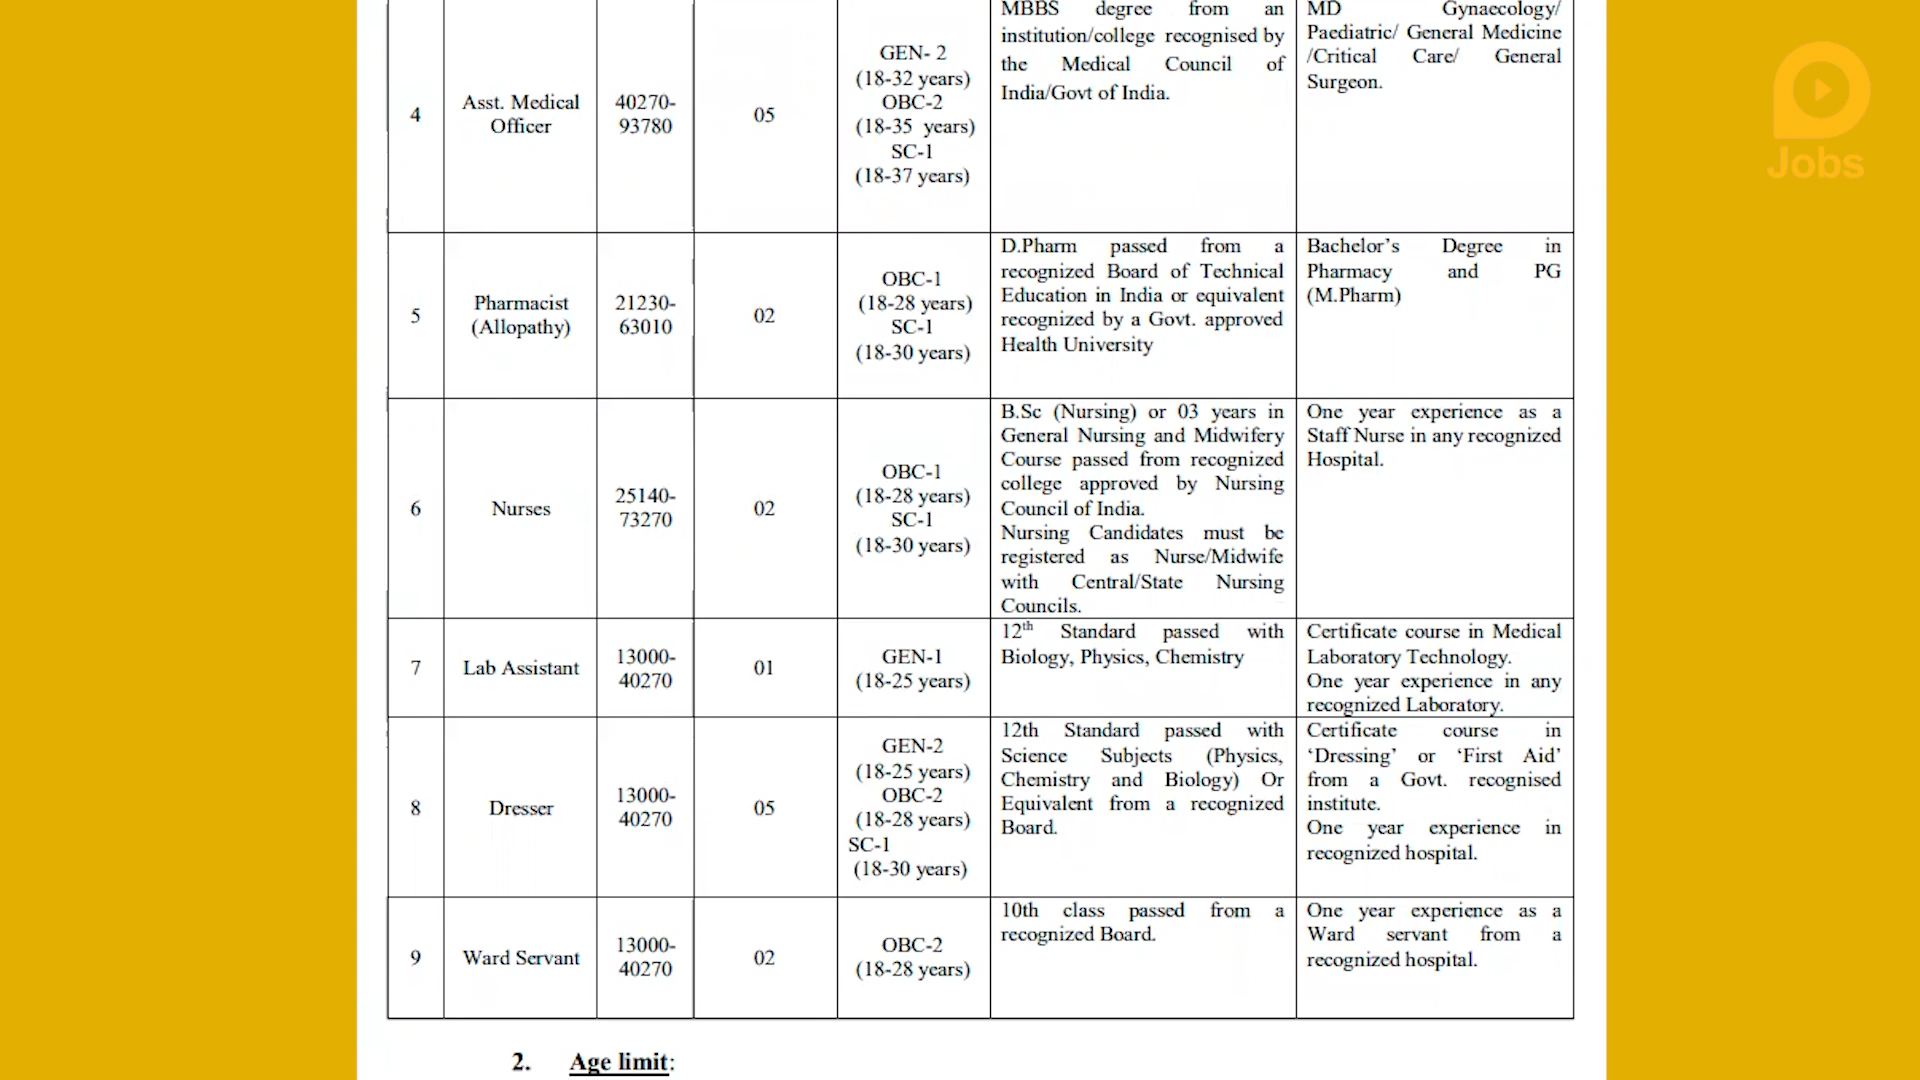 4
Asst. Medical
Officer
40270-
93780
05
GEN- 2
(18-32 years)
OBC-2
(18-35 years)
SC-1
(18-37 years)
MBBS degree from an
institution/college recognised by
the Medical Council of
India/Govt of India.
MD Gynaecology/
Paediatric/ General Medicine
/Critical Care/ General
Surgeon.
5
Pharmacist
(Allopathy)
21230-
63010
02
OBC-1
(18-28 years)
SC-1
(18-30 years)
D.Pharm passed from a
recognized Board of Technical
Education in India or equivalent
recognized by a Govt. approved
Health University
Bachelor’s Degree in
Pharmacy and PG
(M.Pharm)
6
Nurses
25140-
73270
02
OBC-1
(18-28 years)
SC-1
(18-30 years)
B.Sc (Nursing) or 03 years in
General Nursing and Midwifery
Course passed from recognized
college approved by Nursing
Council of India.
Nursing Candidates must be
registered as Nurse/Midwife
with Central/State Nursing
Councils.
One year experience as a
Staff Nurse in any recognized
Hospital.
7
Lab Assistant
13000-
40270
01
GEN-1
(18-25 years)
12th Standard passed with
Biology, Physics, Chemistry
Certificate course in Medical
Laboratory Technology.
One year experience in any
recognized Laboratory.
8
Dresser
13000-
40270
05
GEN-2
(18-25 years)
OBC-2
(18-28 years)
SC-1
(18-30 years)
12th Standard passed with
Science Subjects (Physics,
Chemistry and Biology) Or
Equivalent from a recognized
Board.
Certificate course in
‘Dressing’ or ‘First Aid’
from a Govt. recognised
institute.
One year experience in
recognized hospital.
9
Ward Servant
13000-
40270
02
OBC-2
(18-28 years)
10th class passed from a
recognized Board.
One year experience as a
Ward servant from a
recognized hospital.
2. Age limit:
Jobs